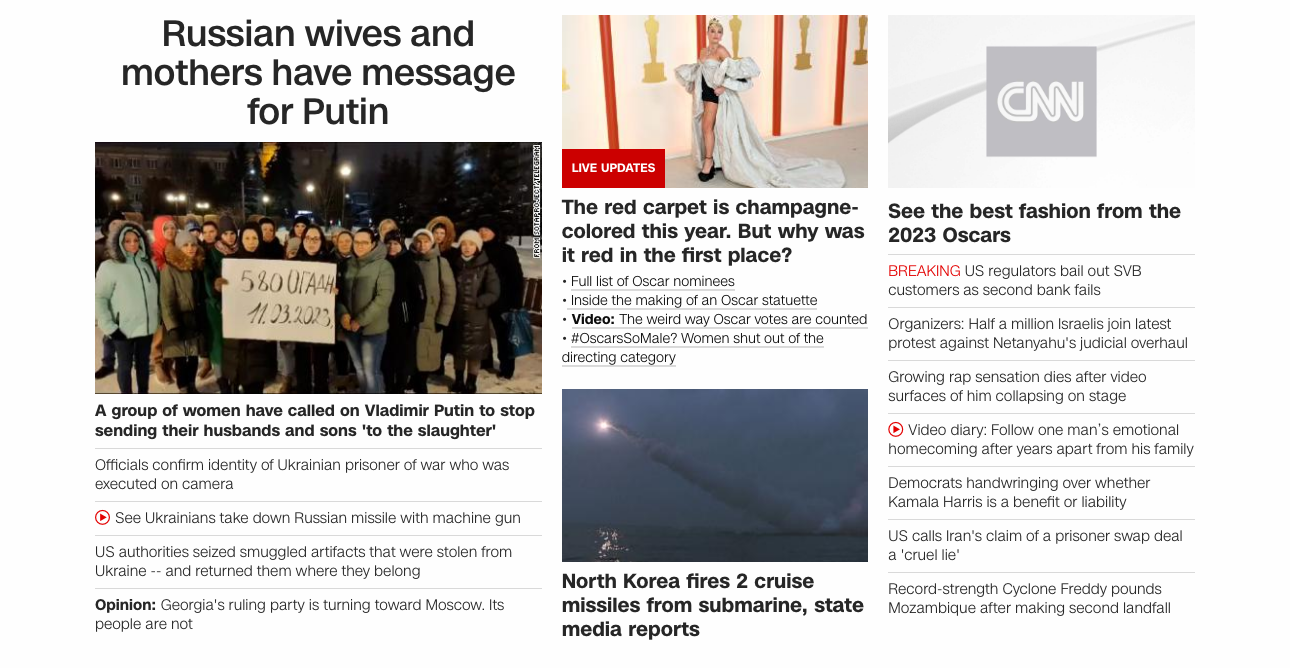 Russian wives and
mothers have message
for Putin
FROM SOTAPROJECT/TELEGRAM
580 ОГАДН
11.03.2023,
A group of women have called on Vladimir Putin to stop
sending their husbands and sons 'to the slaughter'
Officials confirm identity of Ukrainian prisoner of war who was
executed on camera
See Ukrainians take down Russian missile with machine gun
US authorities seized smuggled artifacts that were stolen from
Ukraine -- and returned them where they belong
Opinion: Georgia's ruling party is turning toward Moscow. Its
people are not
LIVE UPDATES
The red carpet is champagne-
colored this year. But why was
it red in the first place?
• Full list of Oscar nominees
• Inside the making of an Oscar statuette
• Video: The weird way Oscar votes are counted
• #OscarsSoMale? Women shut out of the
directing category
North Korea fires 2 cruise
missiles from submarine, state
media reports
CNN
See the best fashion from the
2023 Oscars
BREAKING US regulators bail out SVB
customers as second bank fails
Organizers: Half a million Israelis join latest
protest against Netanyahu's judicial overhaul
Growing rap sensation dies after video
surfaces of him collapsing on stage
Video diary: Follow one man's emotional
homecoming after years apart from his family
Democrats handwringing over whether
Kamala Harris is a benefit or liability
US calls Iran's claim of a prisoner swap deal
a 'cruel lie'
Record-strength Cyclone Freddy pounds
Mozambique after making second landfall